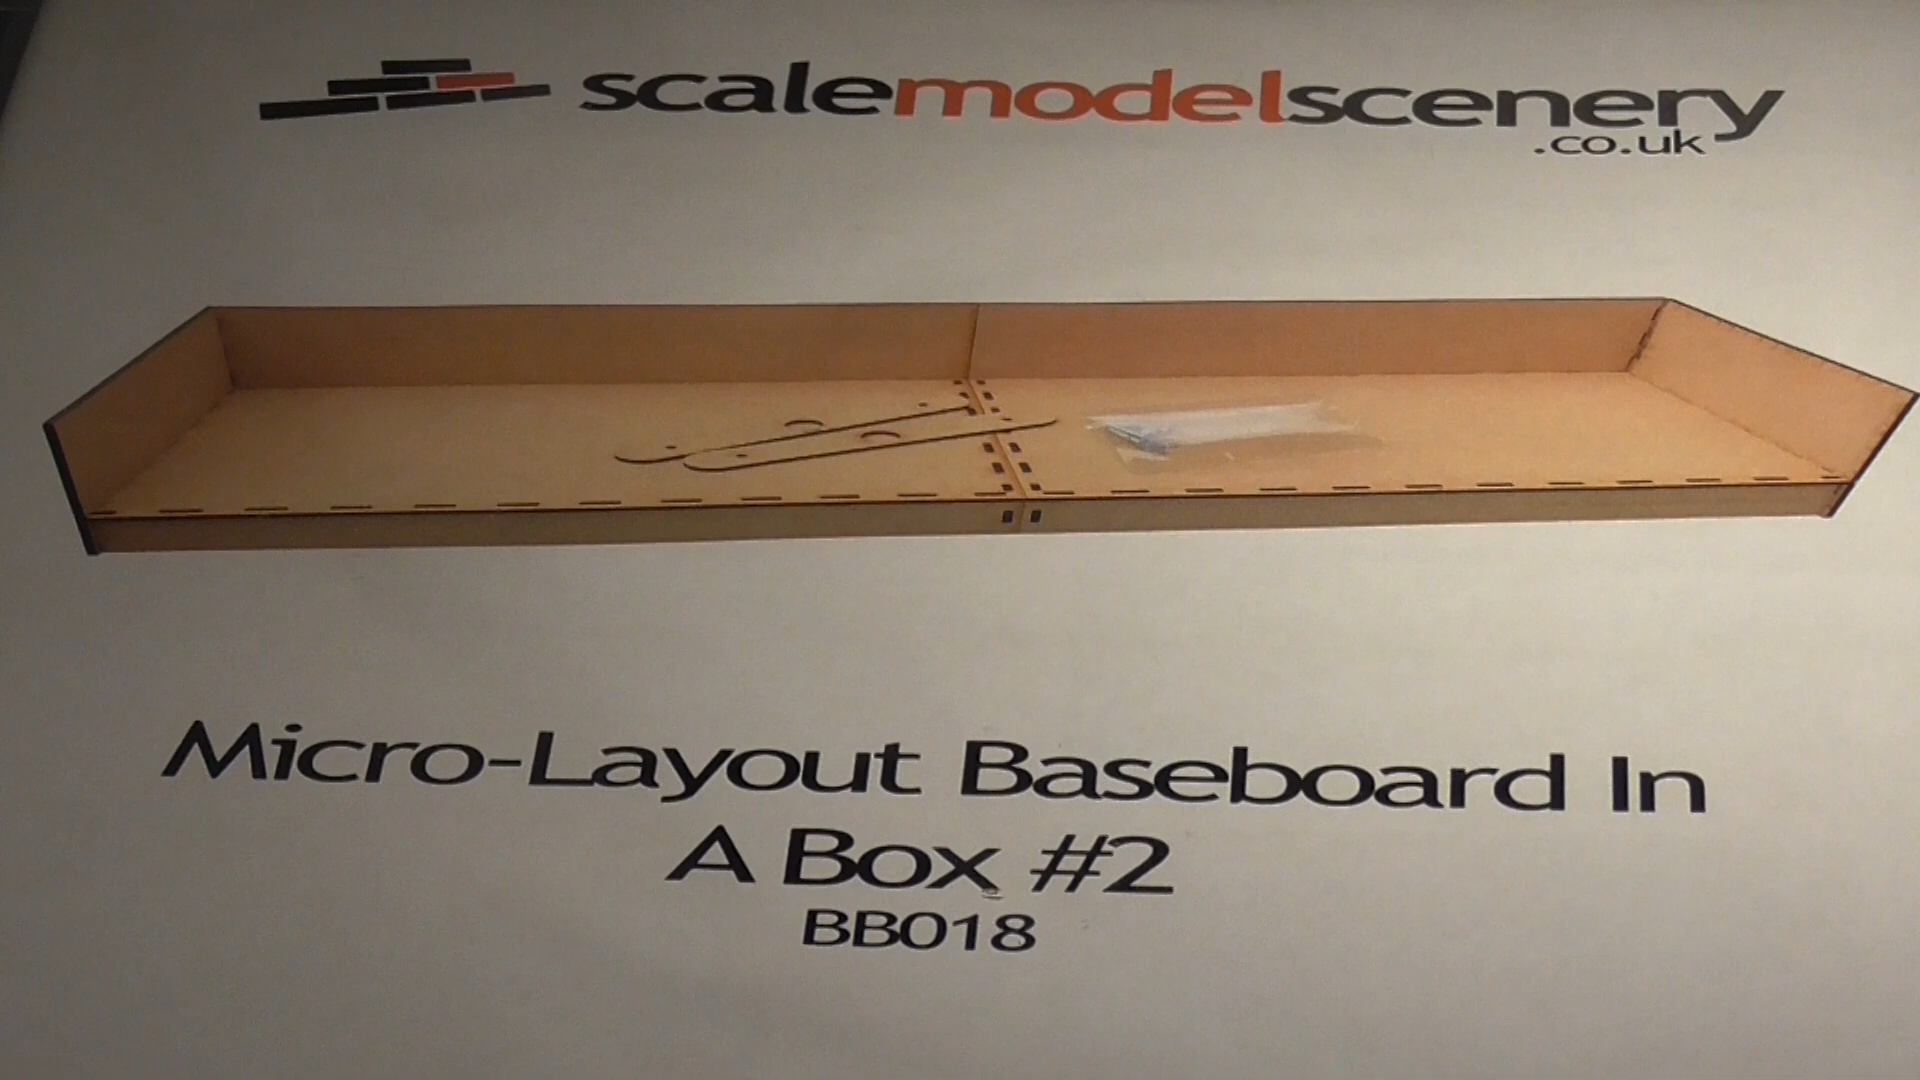 scalemodelscenery
.co.uk
Micro-Layout Baseboard In
A Box #2
BB018